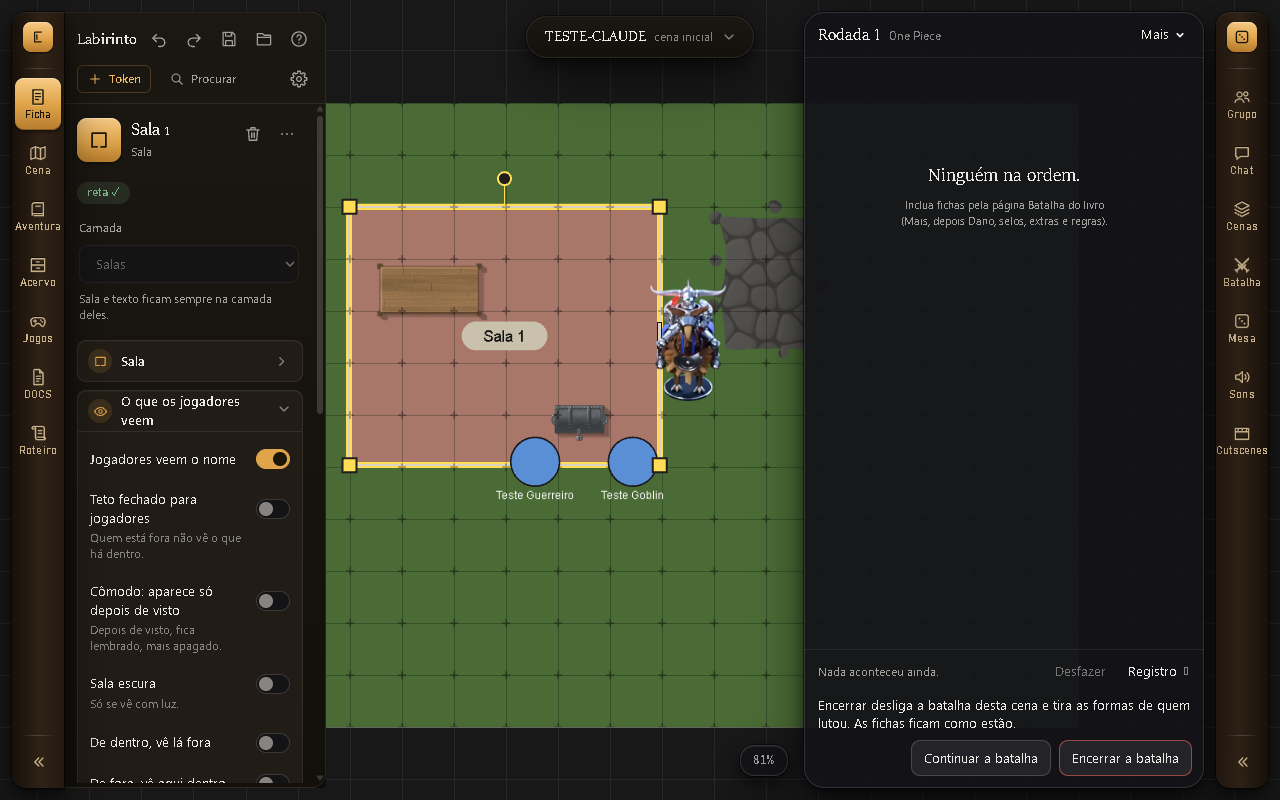 Labirinto
Token
Procurar
Ficha
Cena
Aventura
Acervo
Jogos
DOCS
Roteiro
Sala 1
Sala
reta ✓
Camada
Salas
Sala e texto ficam sempre na camada
deles.
Sala
O que os jogadores
veem
Jogadores veem o nome
Teto fechado para
jogadores
Quem está fora não vê o que
há dentro.
Cômodo: aparece só
depois de visto
Depois de visto, fica
lembrado, mais apagado.
Sala escura
Só se vê com luz.
De dentro, vê lá fora
De fora, vê aqui dentro
TESTE-CLAUDE cena inicial
Sala 1
Teste Guerreiro
Teste Goblin
81%
Rodada 1 One Piece
Mais
Ninguém na ordem.
Inclua fichas pela página Batalha do livro
(Mais, depois Dano, selos, extras e regras).
Nada aconteceu ainda.
Desfazer
Registro
Encerrar desliga a batalha desta cena e tira as formas de quem
lutou. As fichas ficam como estão.
Continuar a batalha
Encerrar a batalha
Grupo
Chat
Cenas
Batalha
Mesa
Sons
Cutscenes